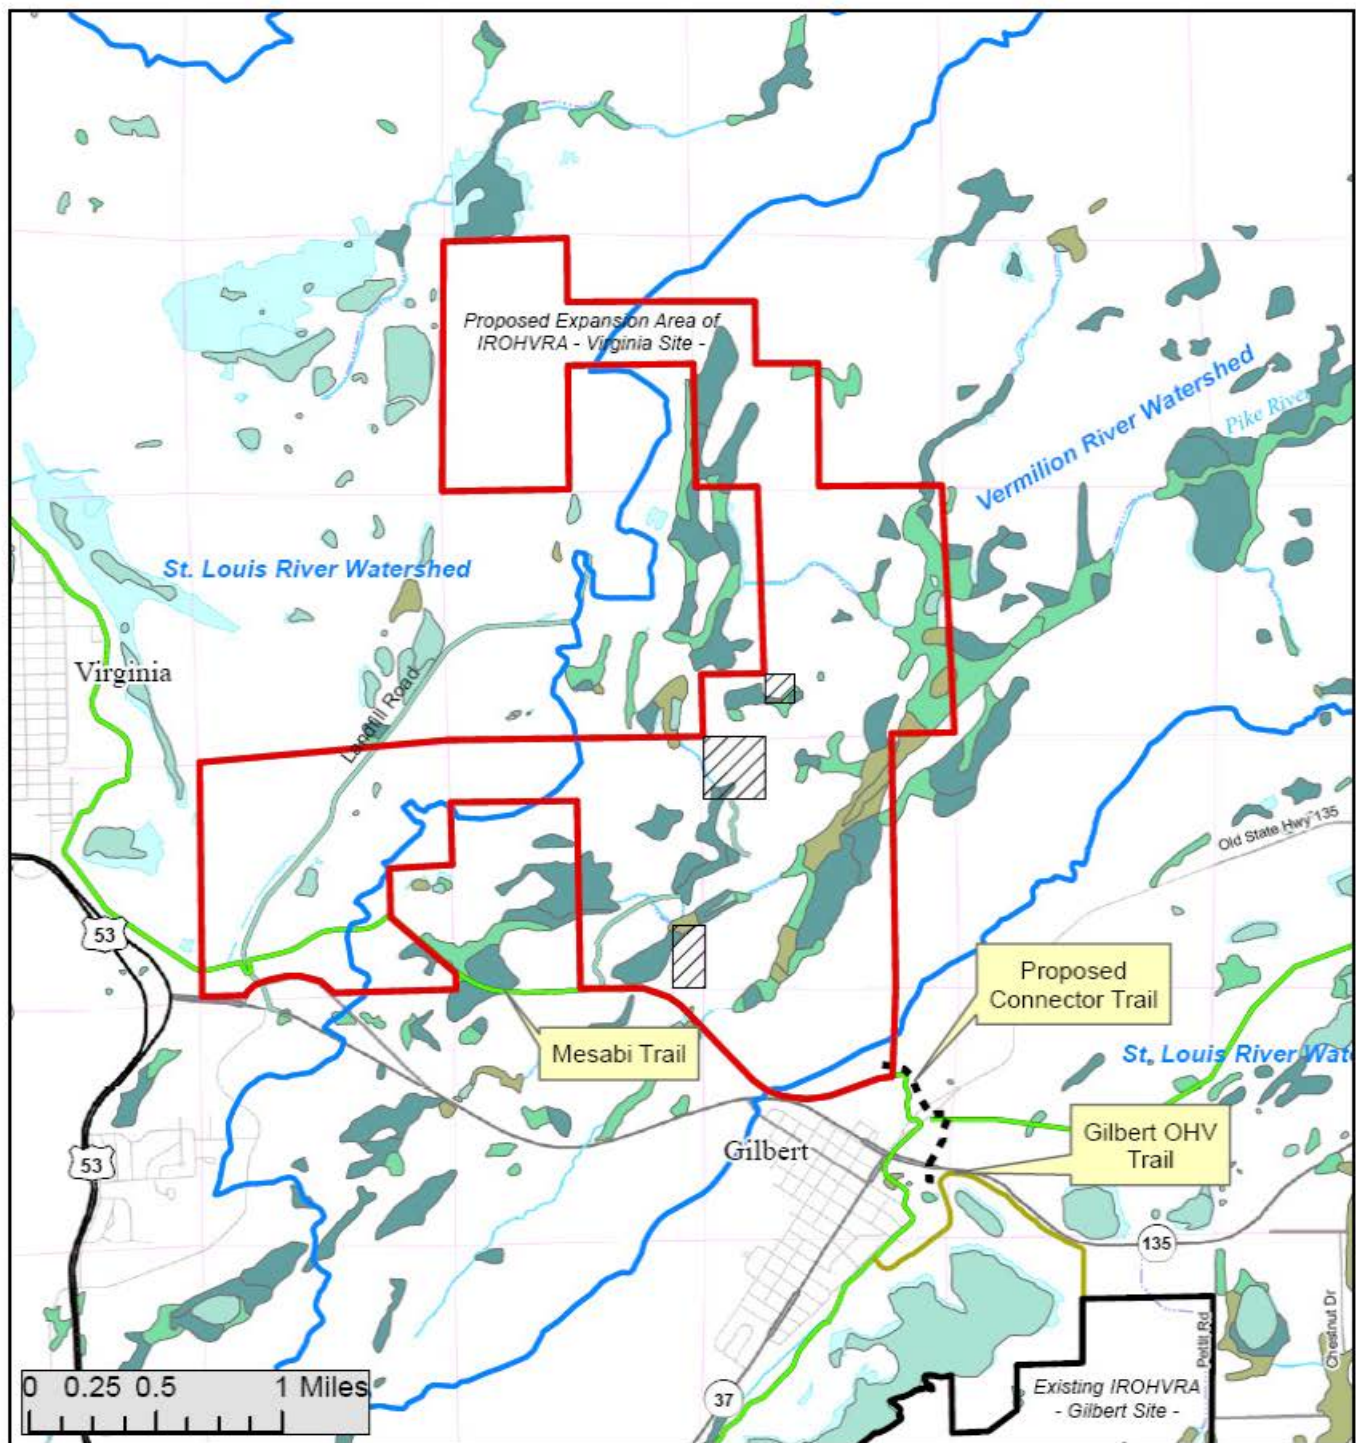 Proposed Expansion Area of
IROHVRA - Virginia Site -
Vermilion River Watershed
Pike River
St. Louis River Watershed
Virginia
Landfill Road
Old State Hwy 135
53
Proposed
Connector Trail
Mesabi Trail
St. Louis River Wat
53
Gilbert
Gilbert OHV
Trail
135
Pettit Rd
Chestnut Dr
0 0.25 0.5 1 Miles
37
Existing IROHVRA
- Gilbert Site -